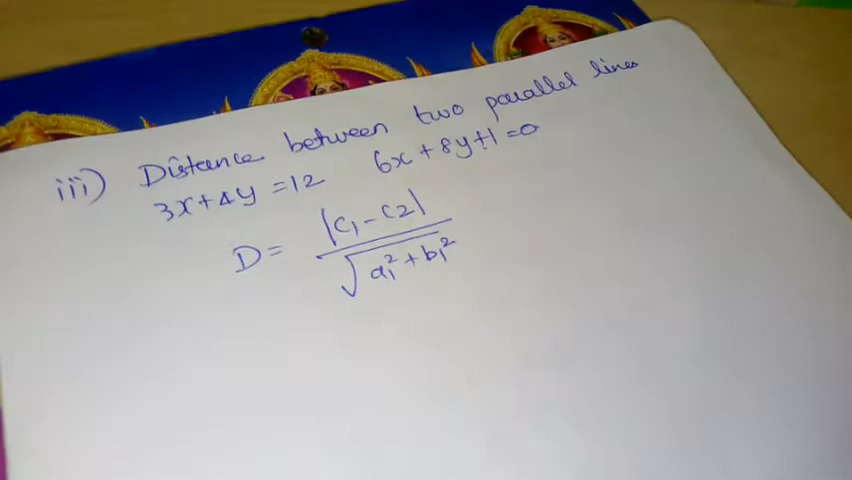 iii) Distance between two parallel lines
3x+4y =12 6x+8y+1=0
D= |c₁-c₂|
√a₁²+b₁²